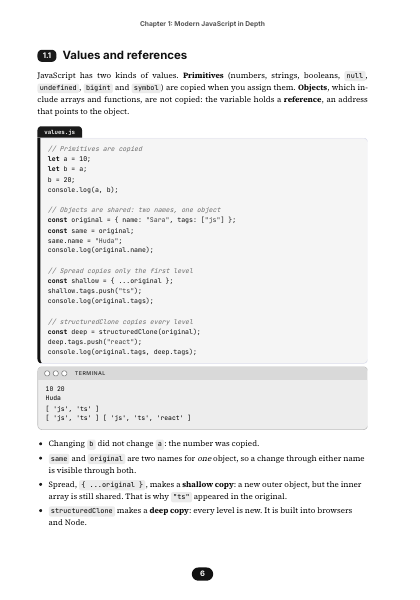 Chapter 1: Modern JavaScript in Depth
1.1 Values and references
JavaScript has two kinds of values. Primitives (numbers, strings, booleans, null,
undefined, bigint and symbol) are copied when you assign them. Objects, which in-
clude arrays and functions, are not copied: the variable holds a reference, an address
that points to the object.
values.js
// Primitives are copied
let a = 10;
let b = a;
b = 20;
console.log(a, b);
// Objects are shared: two names, one object
const original = { name: "Sara", tags: ["js"] };
const same = original;
same.name = "Huda";
console.log(original.name);
// Spread copies only the first level
const shallow = { ...original };
shallow.tags.push("ts");
console.log(original.tags);
// structuredClone copies every level
const deep = structuredClone(original);
deep.tags.push("react");
console.log(original.tags, deep.tags);
TERMINAL
10 20
Huda
[ 'js', 'ts' ]
[ 'js', 'ts' ] [ 'js', 'ts', 'react' ]
• Changing b did not change a: the number was copied.
• same and original are two names for one object, so a change through either name
is visible through both.
• Spread, { ...original }, makes a shallow copy: a new outer object, but the inner
array is still shared. That is why "ts" appeared in the original.
• structuredClone makes a deep copy: every level is new. It is built into browsers
and Node.
6